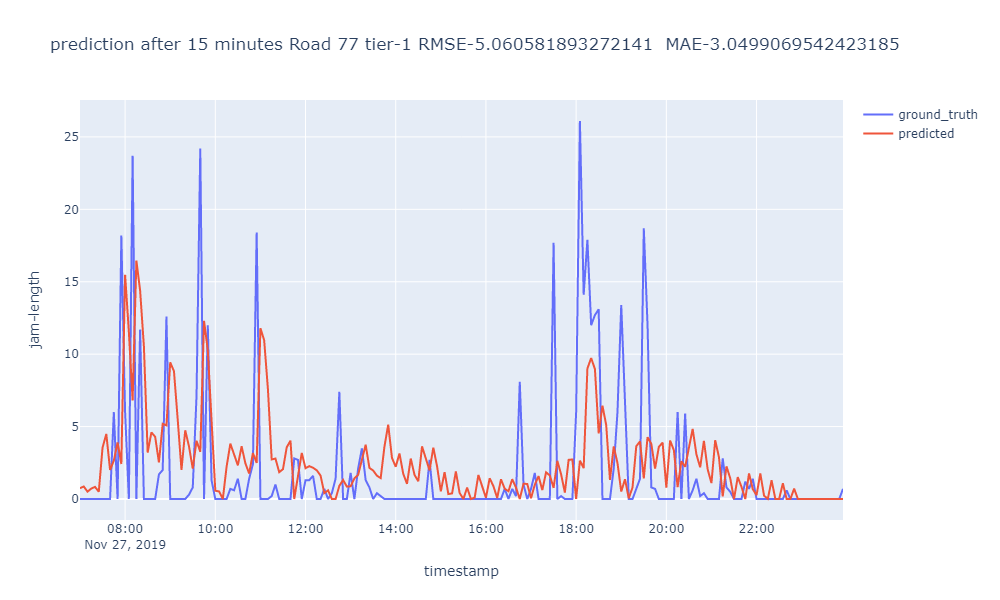 prediction after 15 minutes Road 77 tier-1 RMSE-5.060581893272141  MAE-3.0499069542423185
ground_truth
predicted
25
20
15
10
5
0
jam-length
08:00 10:00 12:00 14:00 16:00 18:00 20:00 22:00
Nov 27, 2019
timestamp